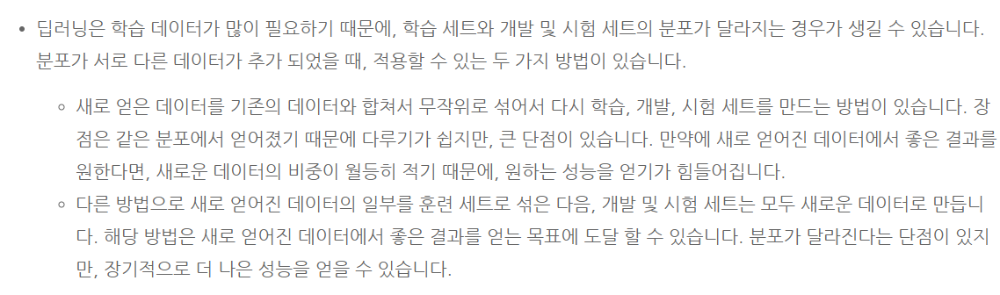 딥러닝은 학습 데이터가 많이 필요하기 때문에, 학습 세트와 개발 및 시험 세트의 분포가 달라지는 경우가 생길 수 있습니다.
분포가 서로 다른 데이터가 추가 되었을 때, 적용할 수 있는 두 가지 방법이 있습니다.
새로 얻은 데이터를 기존의 데이터와 합쳐서 무작위로 섞어서 다시 학습, 개발, 시험 세트를 만드는 방법이 있습니다. 장
점은 같은 분포에서 얻어졌기 때문에 다루기가 쉽지만, 큰 단점이 있습니다. 만약에 새로 얻어진 데이터에서 좋은 결과를
원한다면, 새로운 데이터의 비중이 월등히 적기 때문에, 원하는 성능을 얻기가 힘들어집니다.
다른 방법으로 새로 얻어진 데이터의 일부를 훈련 세트로 섞은 다음, 개발 및 시험 세트는 모두 새로운 데이터로 만듭니
다. 해당 방법은 새로 얻어진 데이터에서 좋은 결과를 얻는 목표에 도달 할 수 있습니다. 분포가 달라진다는 단점이 있지
만, 장기적으로 더 나은 성능을 얻을 수 있습니다.